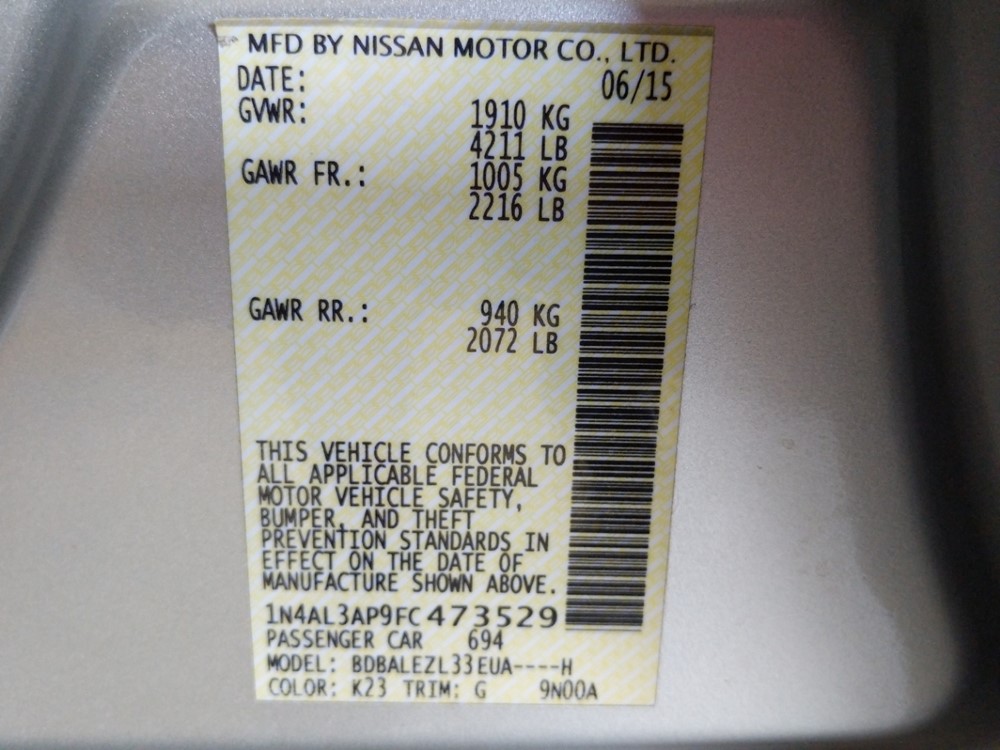 MFD BY NISSAN MOTOR CO., LTD.
DATE: 06/15
GVWR: 1910 KG
4211 LB
GAWR FR.: 1005 KG
2216 LB
GAWR RR.: 940 KG
2072 LB
THIS VEHICLE CONFORMS TO
ALL APPLICABLE FEDERAL
MOTOR VEHICLE SAFETY,
BUMPER, AND THEFT
PREVENTION STANDARDS IN
EFFECT ON THE DATE OF
MANUFACTURE SHOWN ABOVE.
1N4AL3AP9FC473529
PASSENGER CAR 694
MODEL: BDBALEZL33EUA----H
COLOR: K23 TRIM: G 9N00A